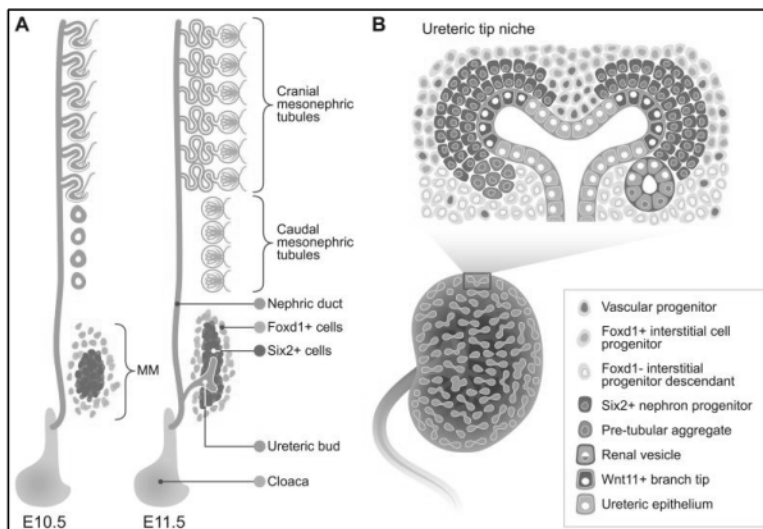 A
B
Ureteric tip niche
Cranial
mesonephric
tubules
Caudal
mesonephric
tubules
Nephric duct
Foxd1+ cells
MM
Six2+ cells
Ureteric bud
Cloaca
E10.5
E11.5
Vascular progenitor
Foxd1+ interstitial cell
progenitor
Foxd1- interstitial
progenitor descendant
Six2+ nephron progenitor
Pre-tubular aggregate
Renal vesicle
Wnt11+ branch tip
Ureteric epithelium